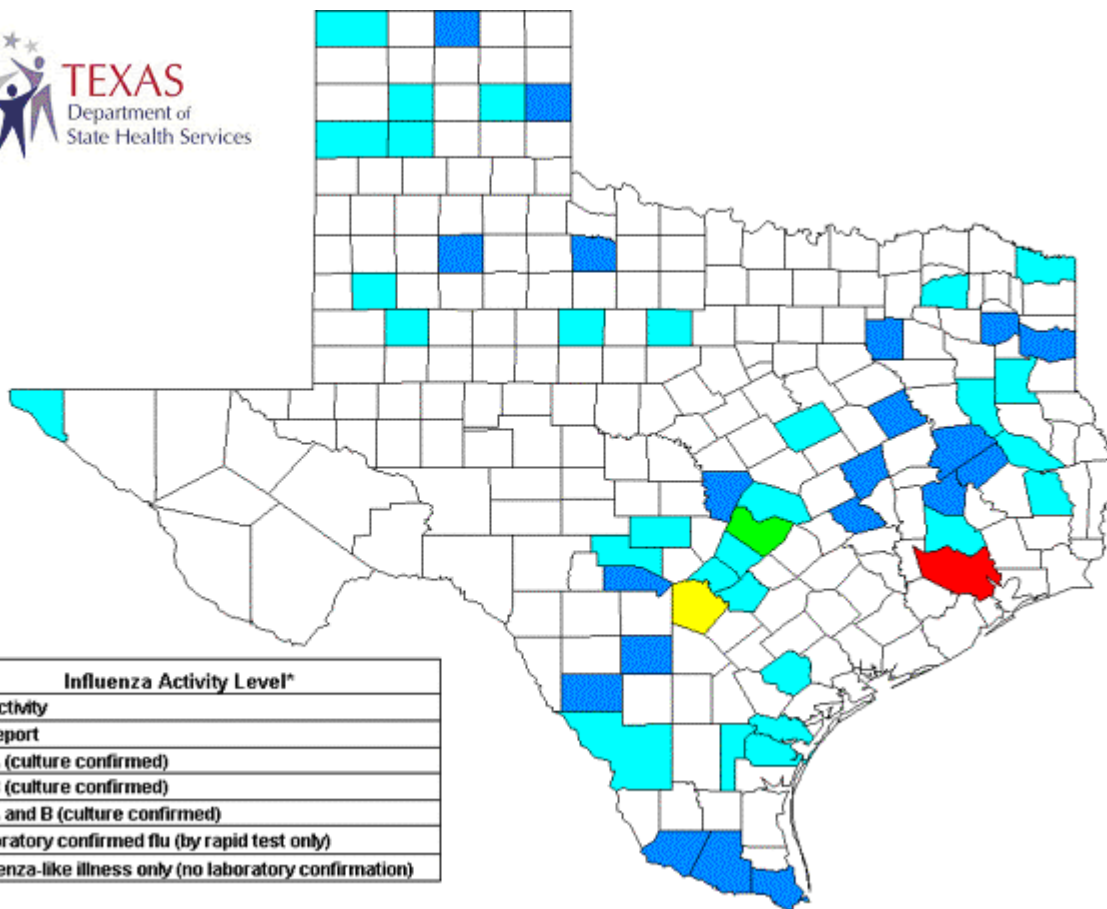 TEXAS
Department of
State Health Services
Influenza Activity Level*
ctivity
eport
(culture confirmed)
(culture confirmed)
and B (culture confirmed)
oratory confirmed flu (by rapid test only)
enza-like illness only (no laboratory confirmation)